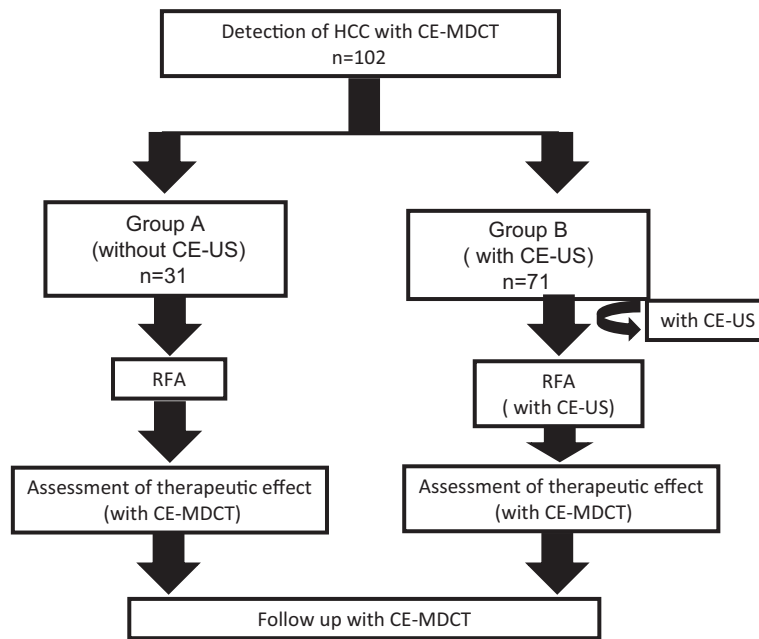 Detection of HCC with CE-MDCT
n=102
Group A
(without CE-US)
n=31
Group B
( with CE-US)
n=71
with CE-US
RFA
RFA
( with CE-US)
Assessment of therapeutic effect
(with CE-MDCT)
Assessment of therapeutic effect
(with CE-MDCT)
Follow up with CE-MDCT